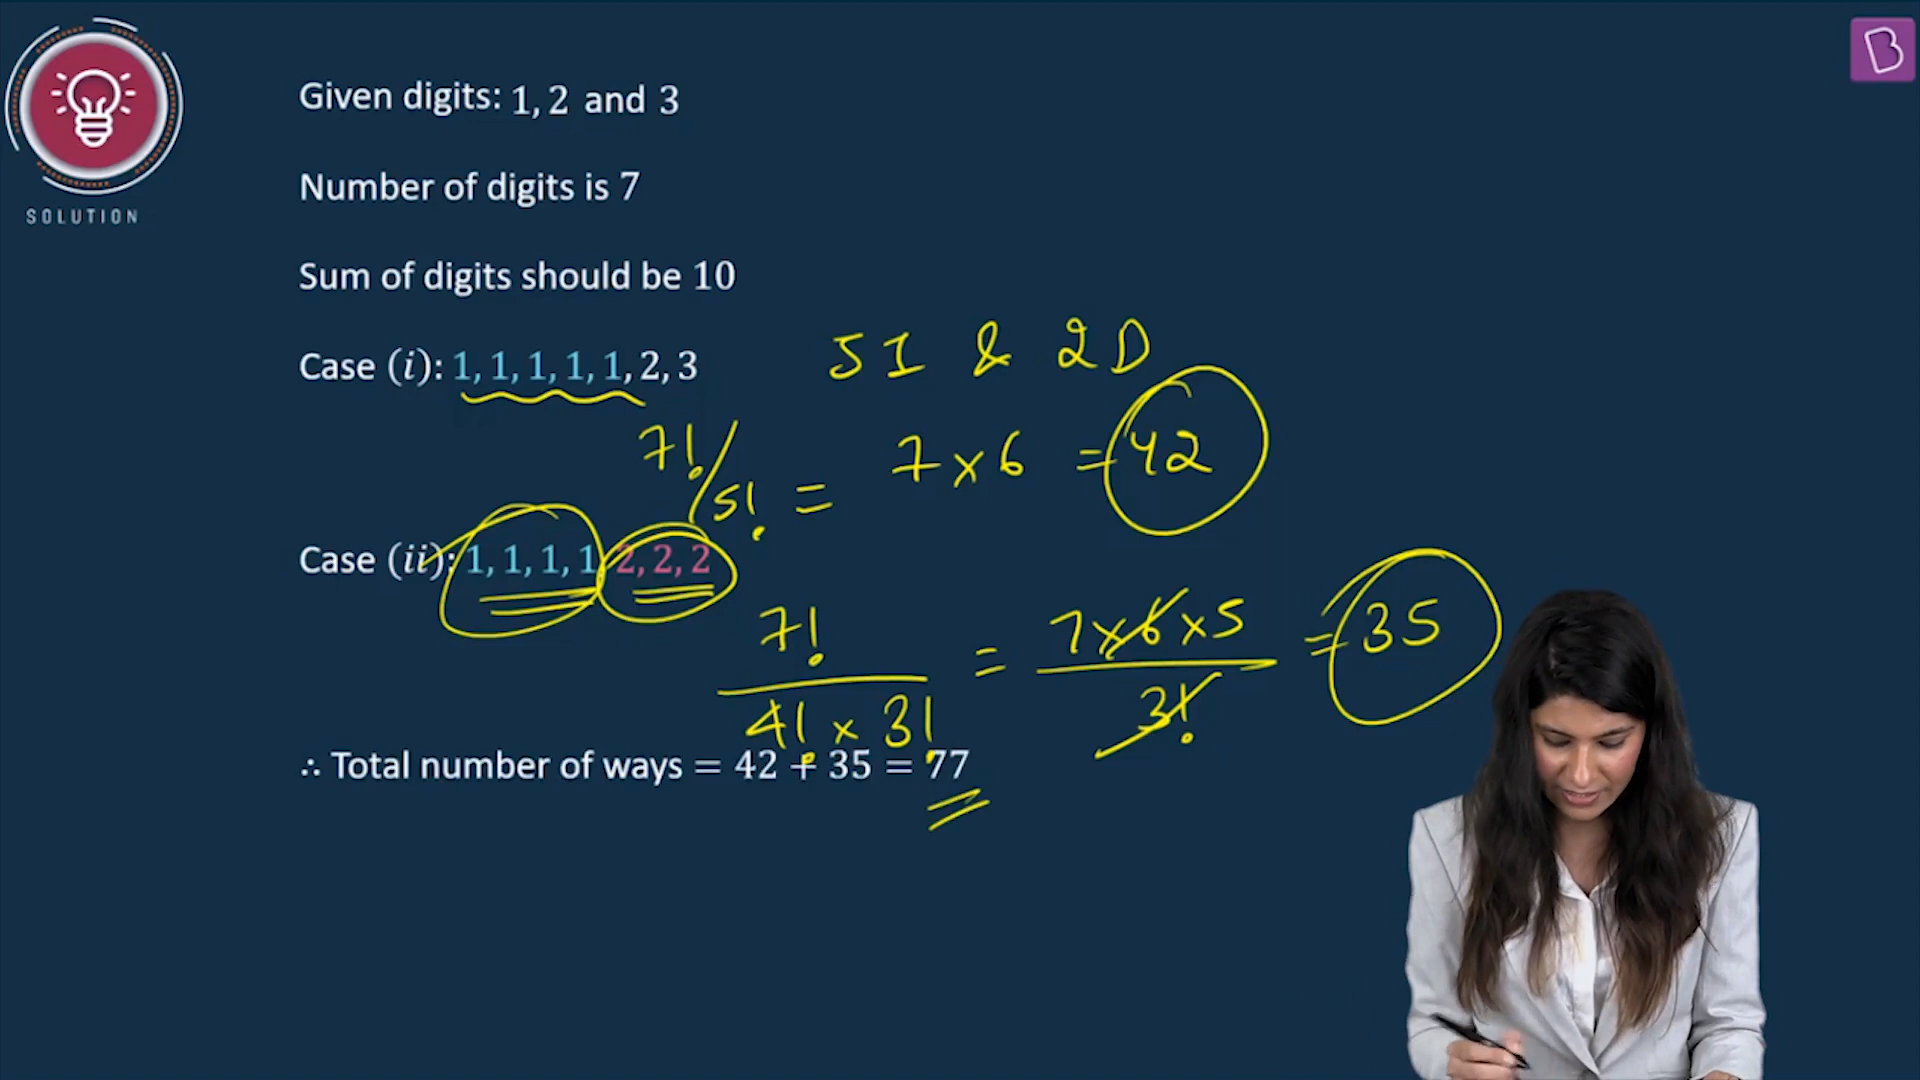 B
SOLUTION
Given digits: 1, 2 and 3
Number of digits is 7
Sum of digits should be 10
Case (i): 1, 1, 1, 1, 1, 2, 3
5 I & 2 D
7!/5! = 7 × 6 = 42
Case (ii): 1, 1, 1, 1, 2, 2, 2
7! / 4! × 3! = 7 × 6 × 5 / 3! = 35
∴ Total number of ways = 42 + 35 = 77